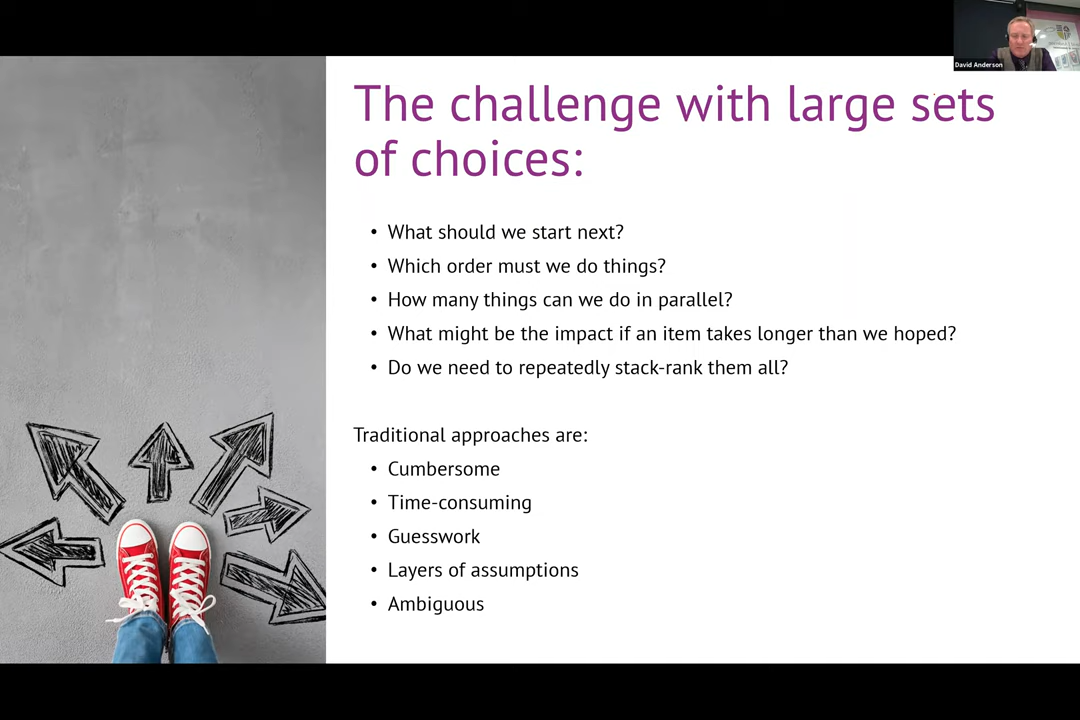 David Anderson
The challenge with large sets
of choices:
• What should we start next?
• Which order must we do things?
• How many things can we do in parallel?
• What might be the impact if an item takes longer than we hoped?
• Do we need to repeatedly stack-rank them all?
Traditional approaches are:
• Cumbersome
• Time-consuming
• Guesswork
• Layers of assumptions
• Ambiguous